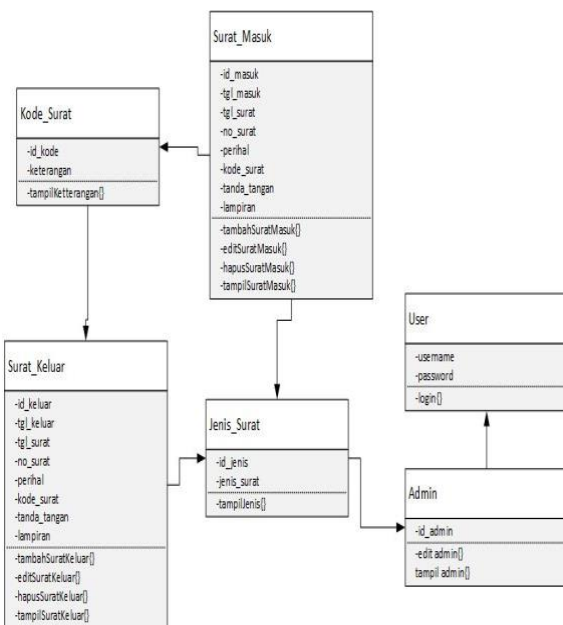 Surat_Masuk
-id_masuk
-tgl_masuk
-tgl_surat
-no_surat
-perihal
-kode_surat
-tanda_tangan
-lampiran
-tambahSuratMasuk{}
-editSuratMasuk{}
-hapusSuratMasuk{}
-tampilSuratMasuk{}
Kode_Surat
-id_kode
-keterangan
-tampilKetterangan{}
Surat_Keluar
-id_keluar
-tgl_keluar
-tgl_surat
-no_surat
-perihal
-kode_surat
-tanda_tangan
-lampiran
-tambahSuratKeluar{}
-editSuratKeluar{}
-hapusSuratKeluar{}
-tampilSuratKeluar{}
Jenis_Surat
-id_jenis
-jenis_surat
-tampilJenis{}
User
-username
-password
-login{}
Admin
-id_admin
-edit admin{}
tampil admin{}